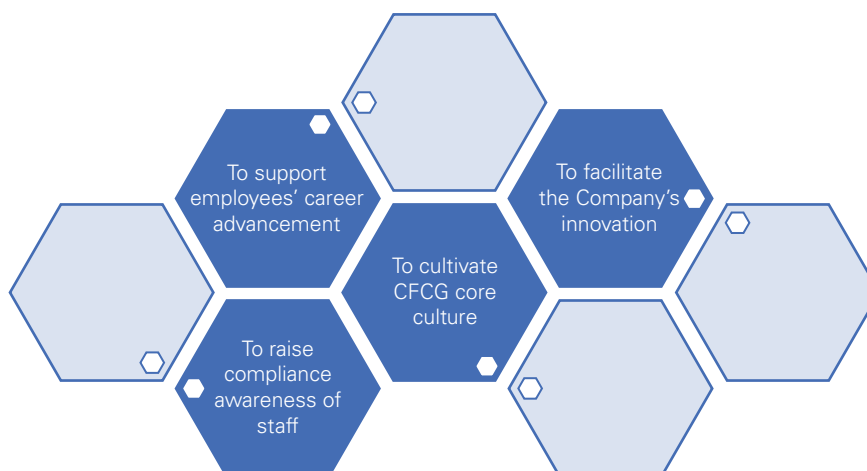 To support
employees’ career
advancement
To facilitate
the Company’s
innovation
To cultivate
CFCG core
culture
To raise
compliance
awareness of
staff